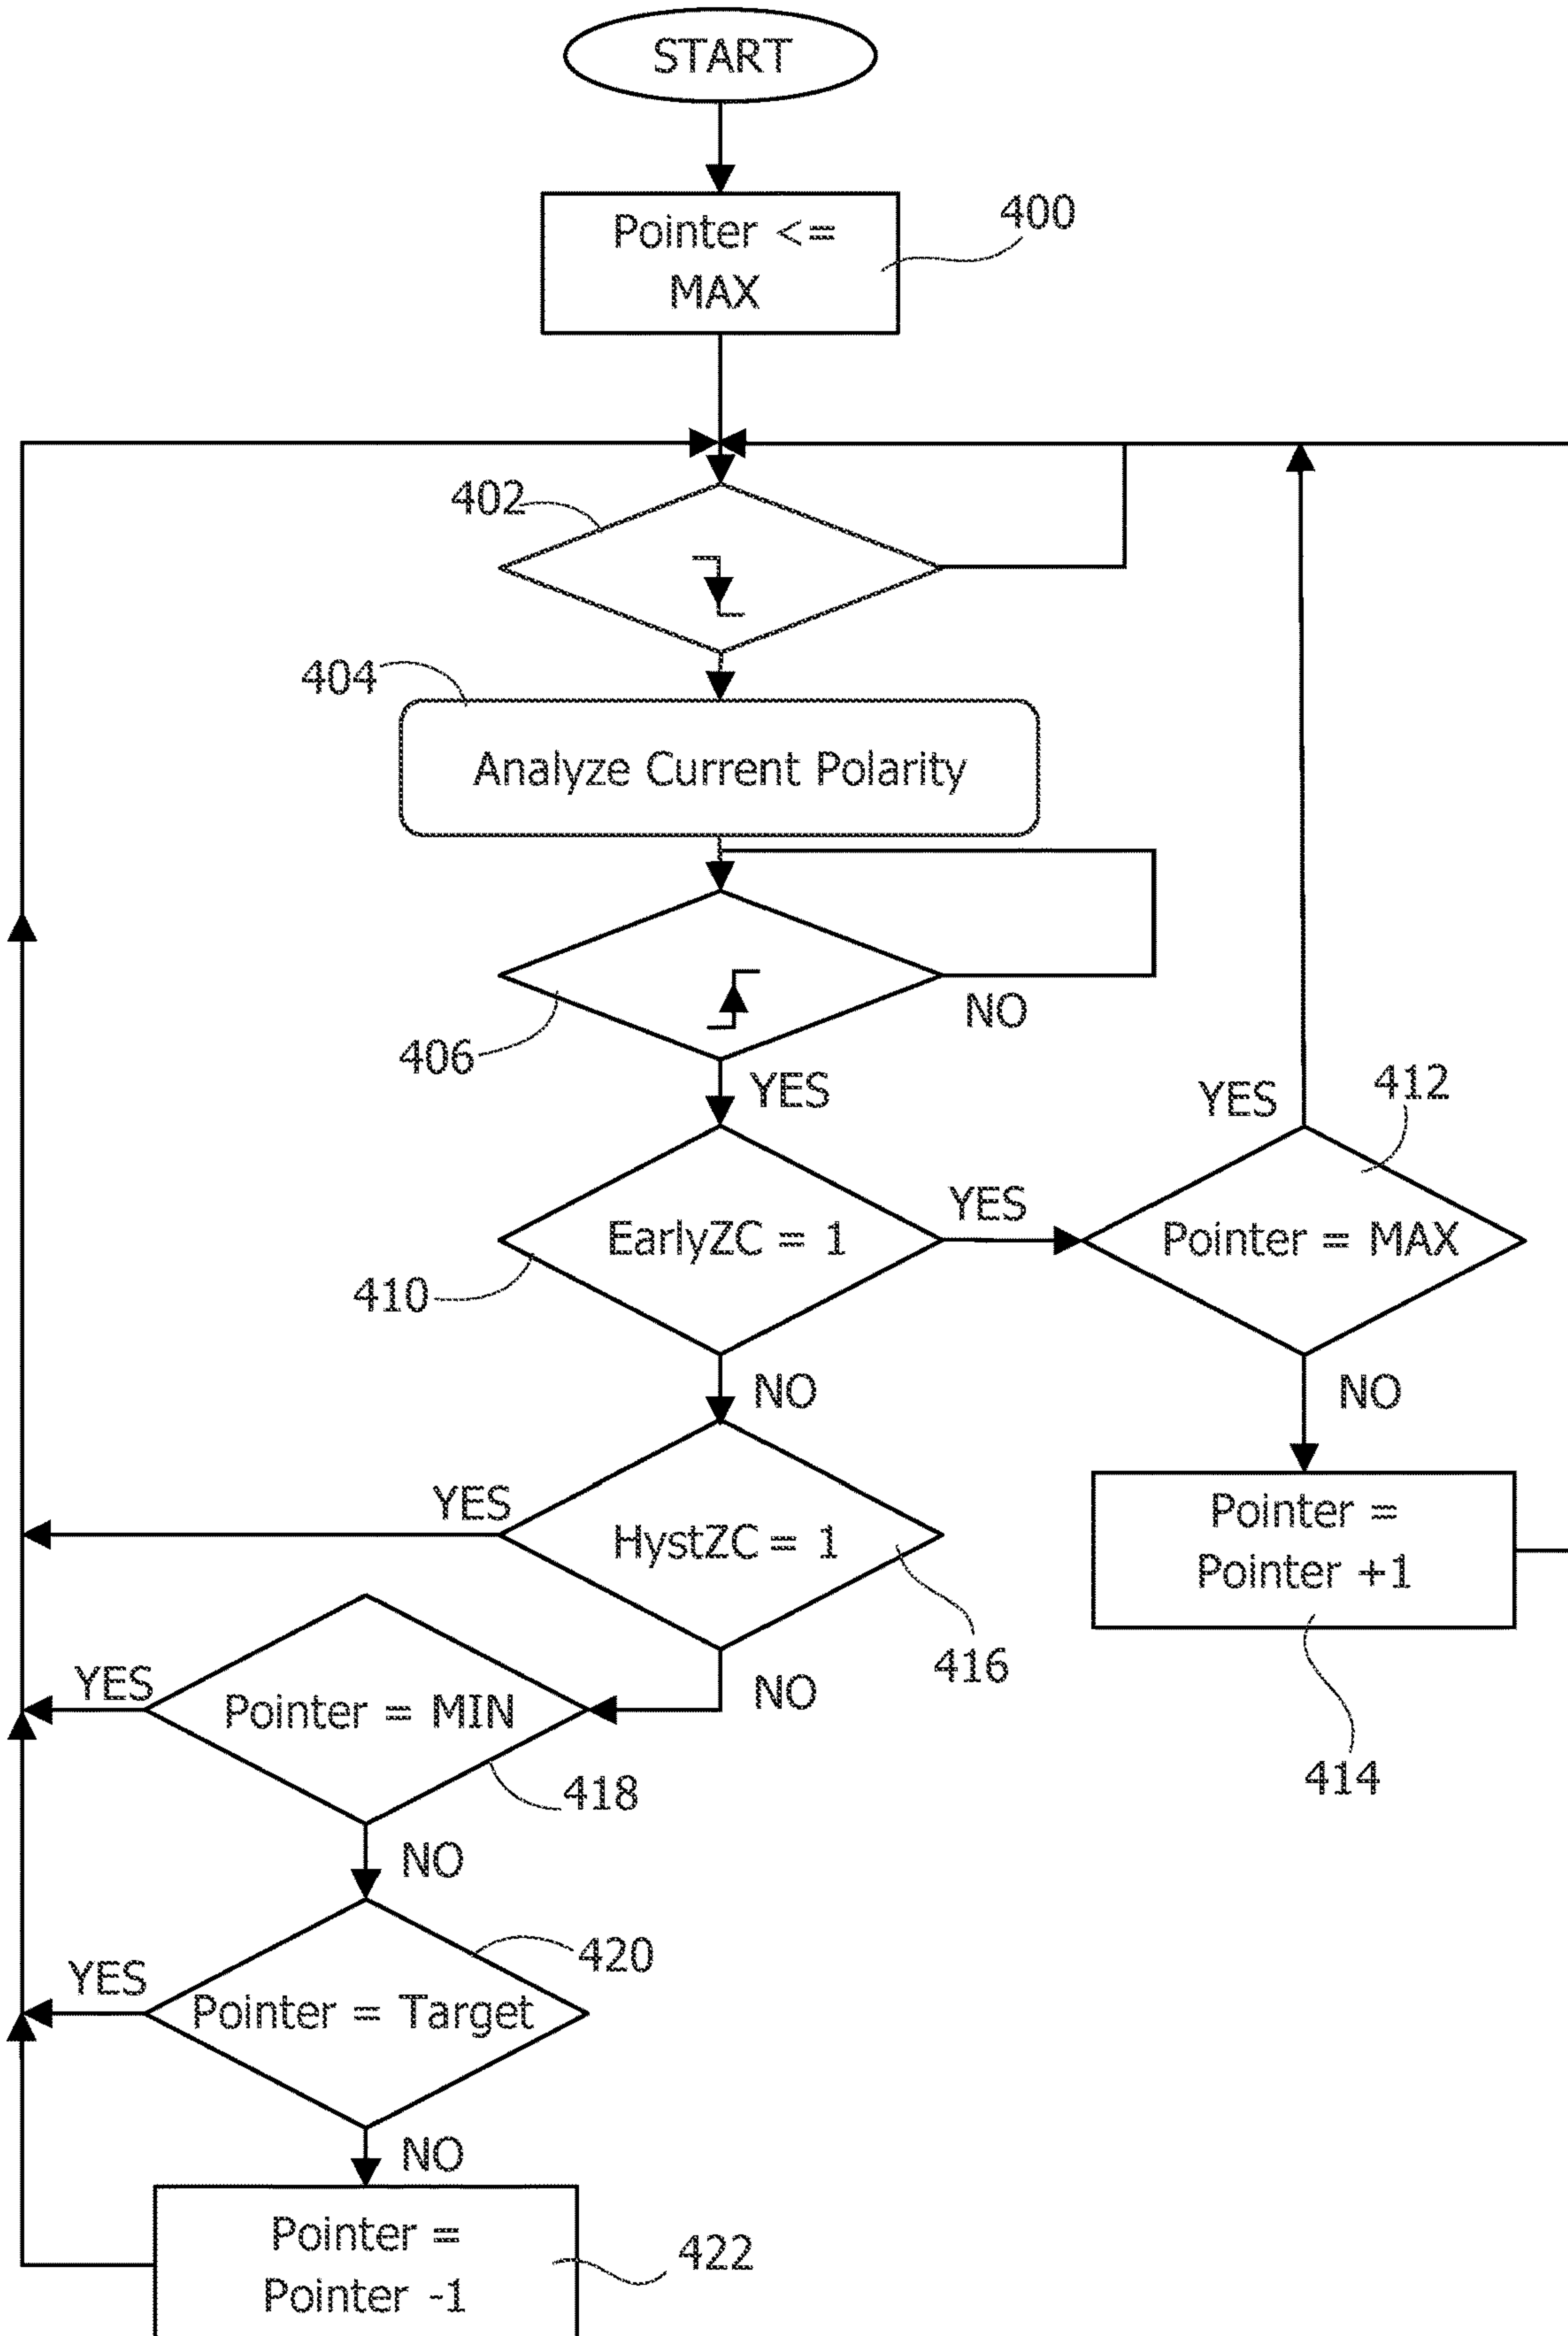 START
Pointer <=
MAX
400
402
404
Analyze Current Polarity
406
NO
YES
412
YES
EarlyZC = 1
YES
Pointer = MAX
410
NO
NO
YES
HystZC = 1
Pointer =
Pointer +1
416
NO
414
YES
Pointer = MIN
418
NO
420
YES
Pointer = Target
NO
Pointer =
Pointer -1
422